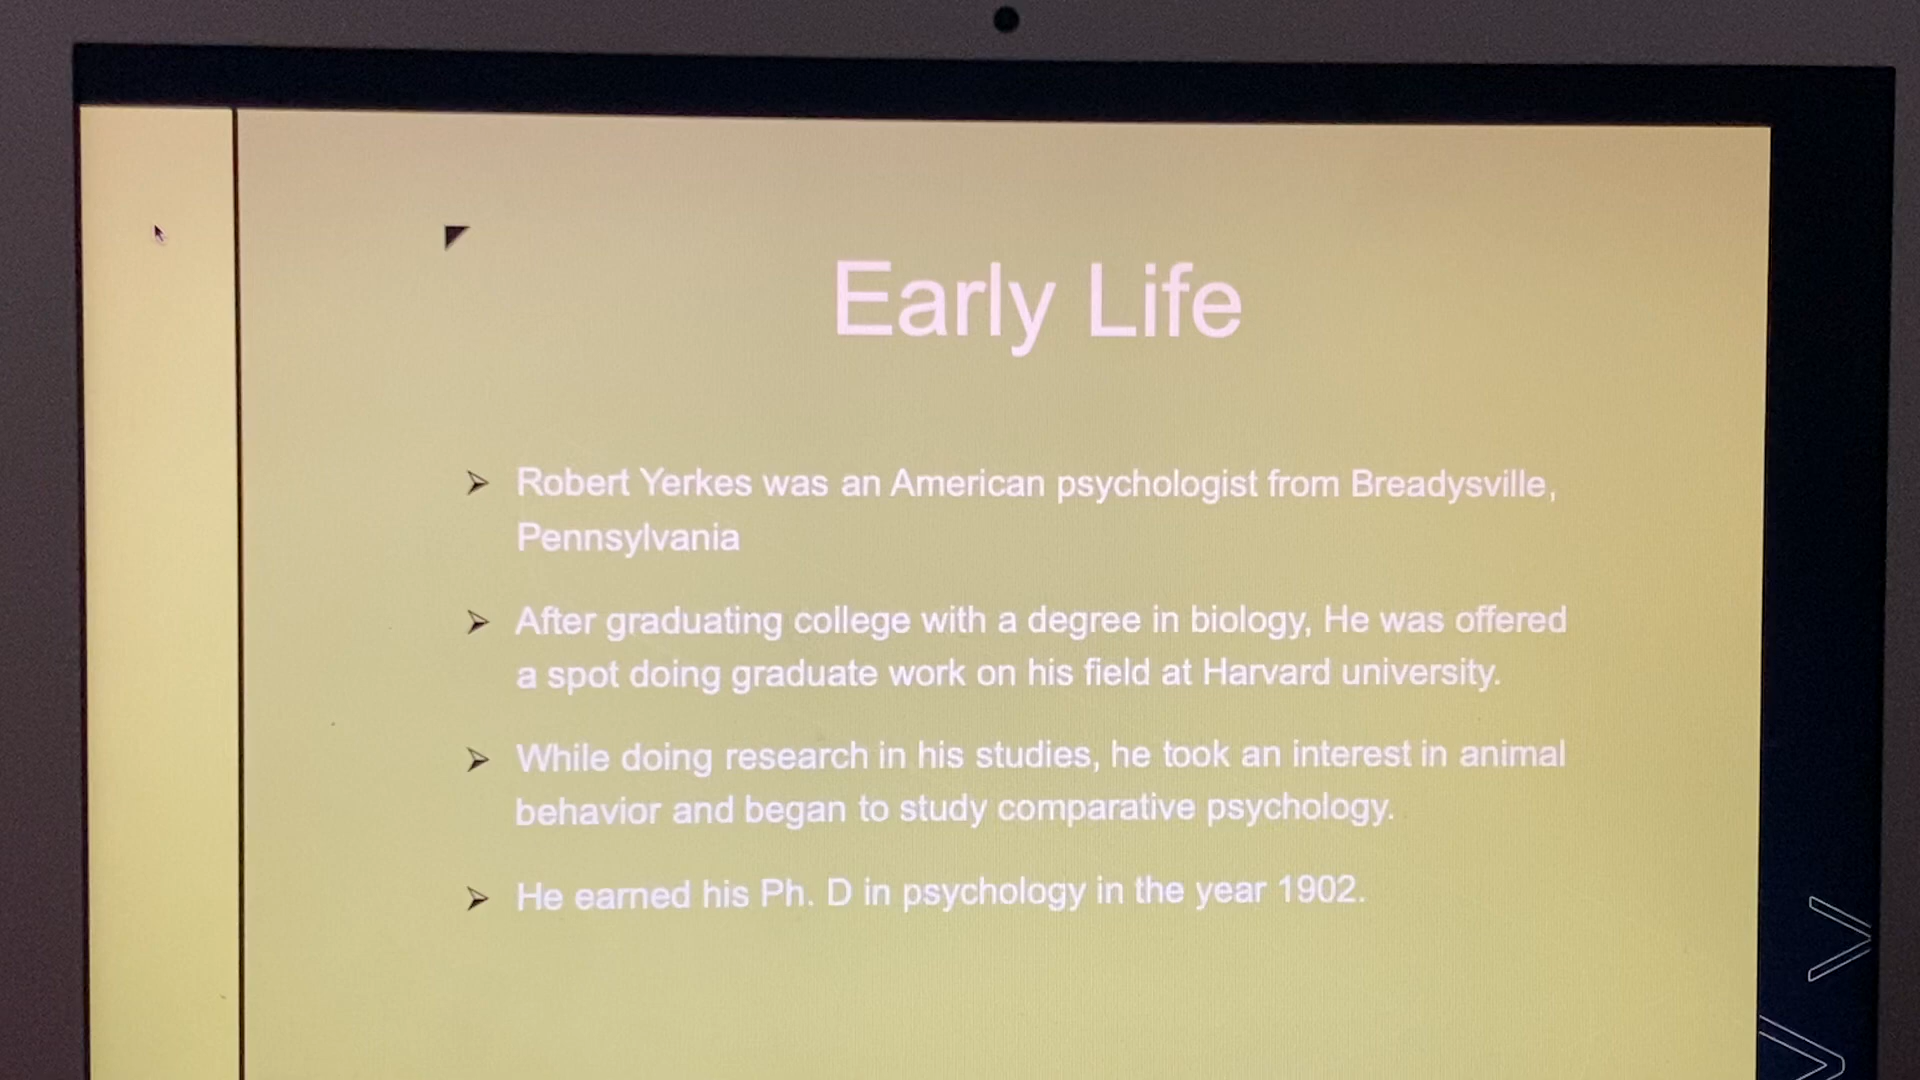 Early Life
Robert Yerkes was an American psychologist from Breadysville,
Pennsylvania
After graduating college with a degree in biology, He was offered
a spot doing graduate work on his field at Harvard university.
While doing research in his studies, he took an interest in animal
behavior and began to study comparative psychology.
He earned his Ph. D in psychology in the year 1902.